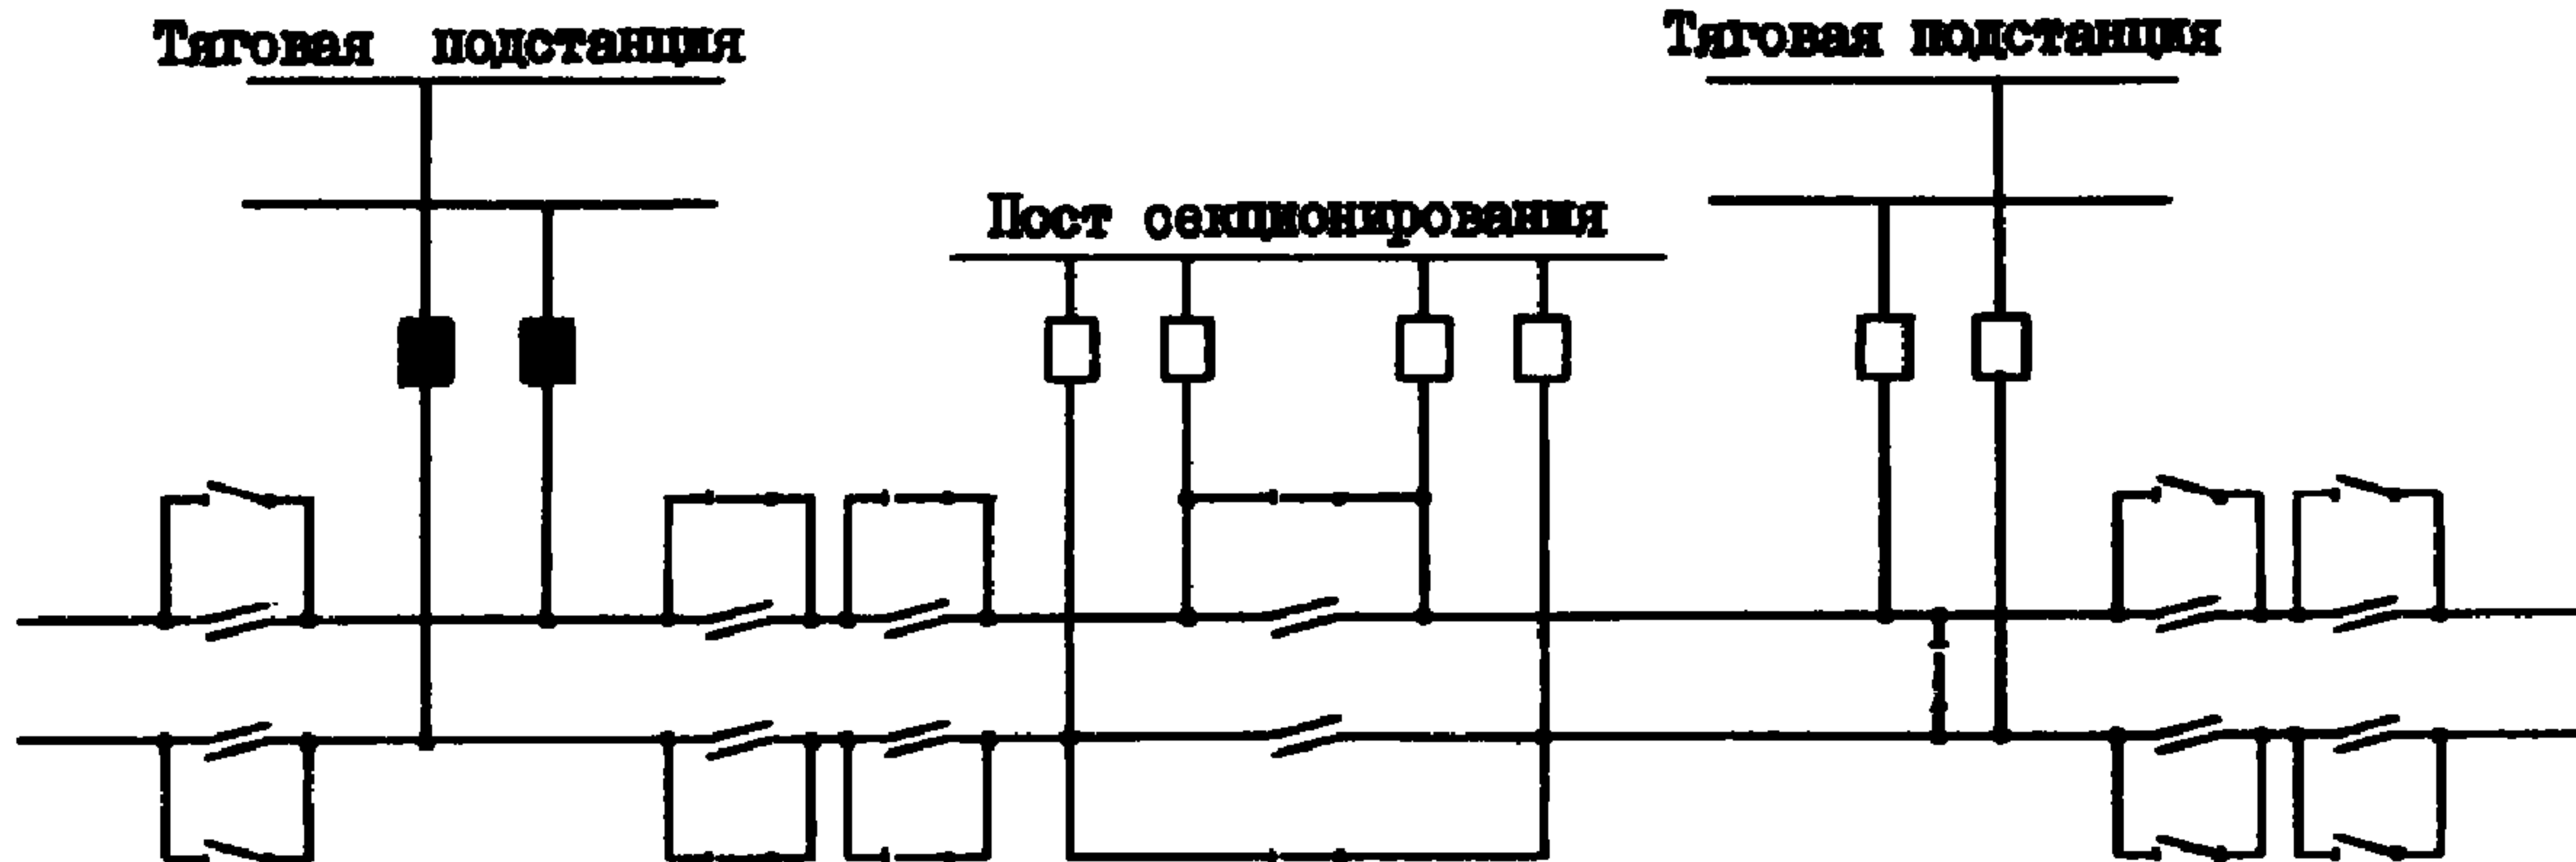 Тяговая подстанция
Тяговая подстанция
Пост секционирования